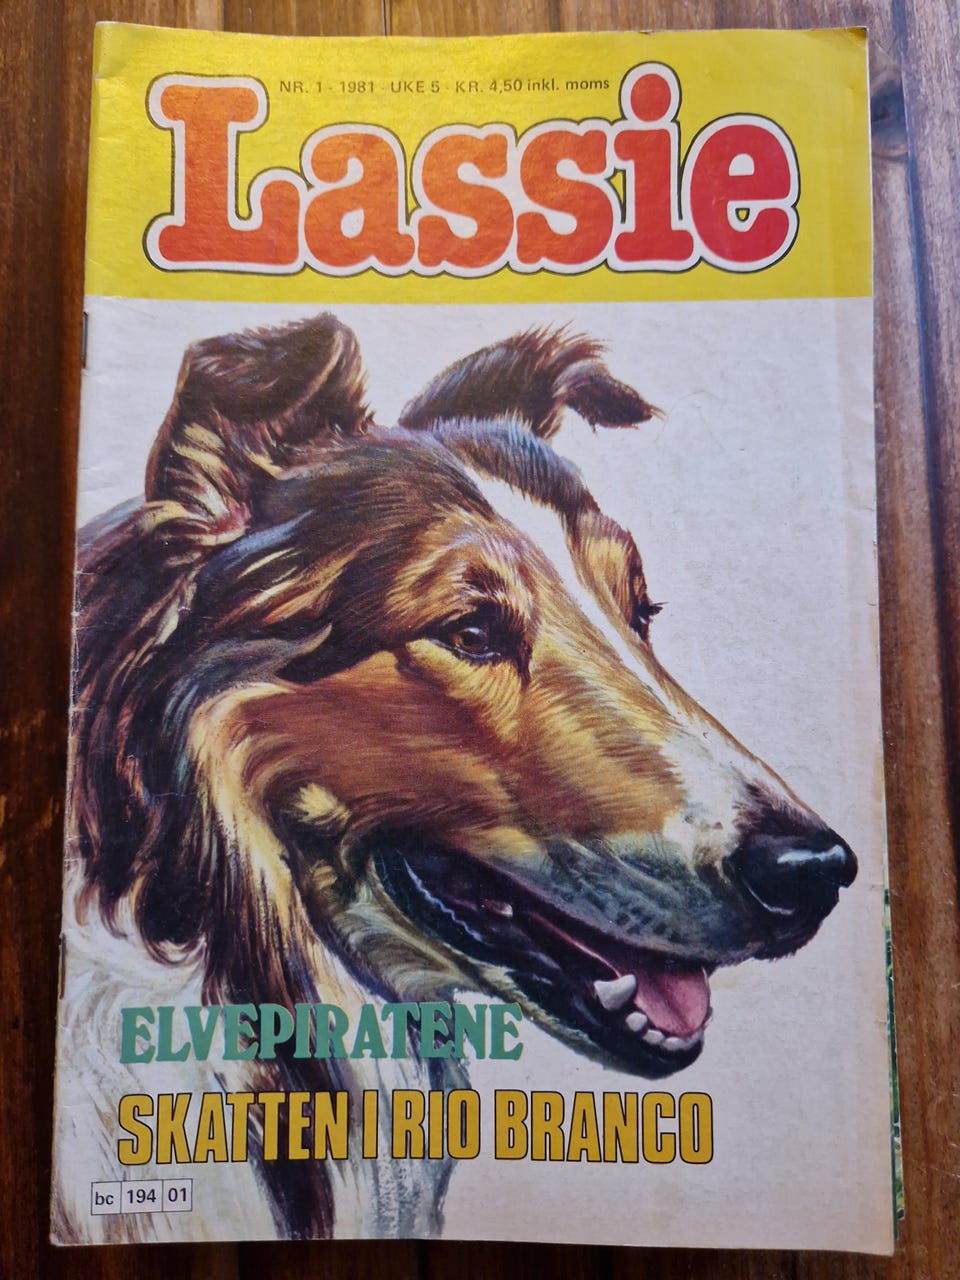 NR. 1 - 1981 - UKE 5 - KR. 4,50 inkl. moms
Lassie
ELVEPIRATENE
SKATTEN I RIO BRANCO
bc 194 01